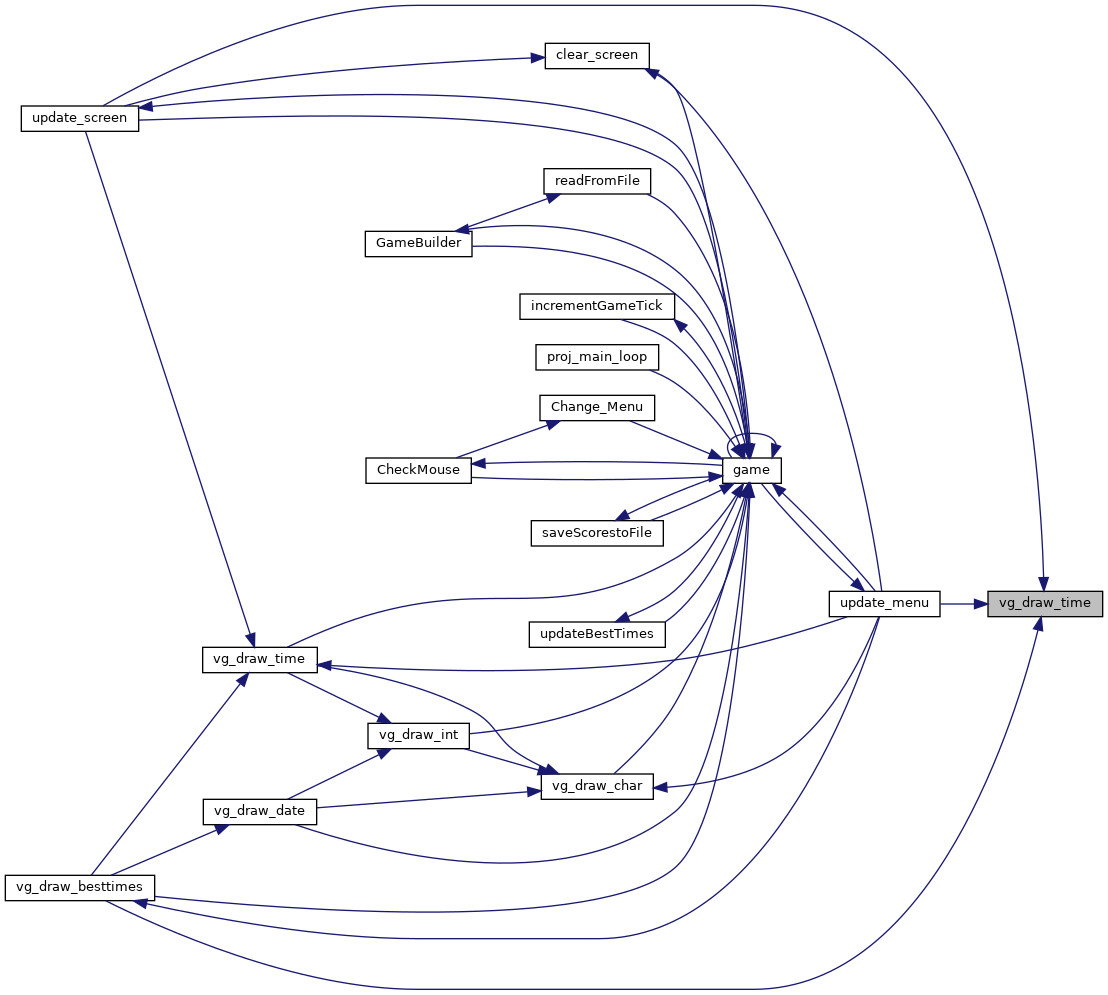 clear_screen
update_screen
readFromFile
GameBuilder
incrementGameTick
proj_main_loop
Change_Menu
CheckMouse
game
saveScorestoFile
update_menu
vg_draw_time
updateBestTimes
vg_draw_time
vg_draw_int
vg_draw_char
vg_draw_date
vg_draw_besttimes